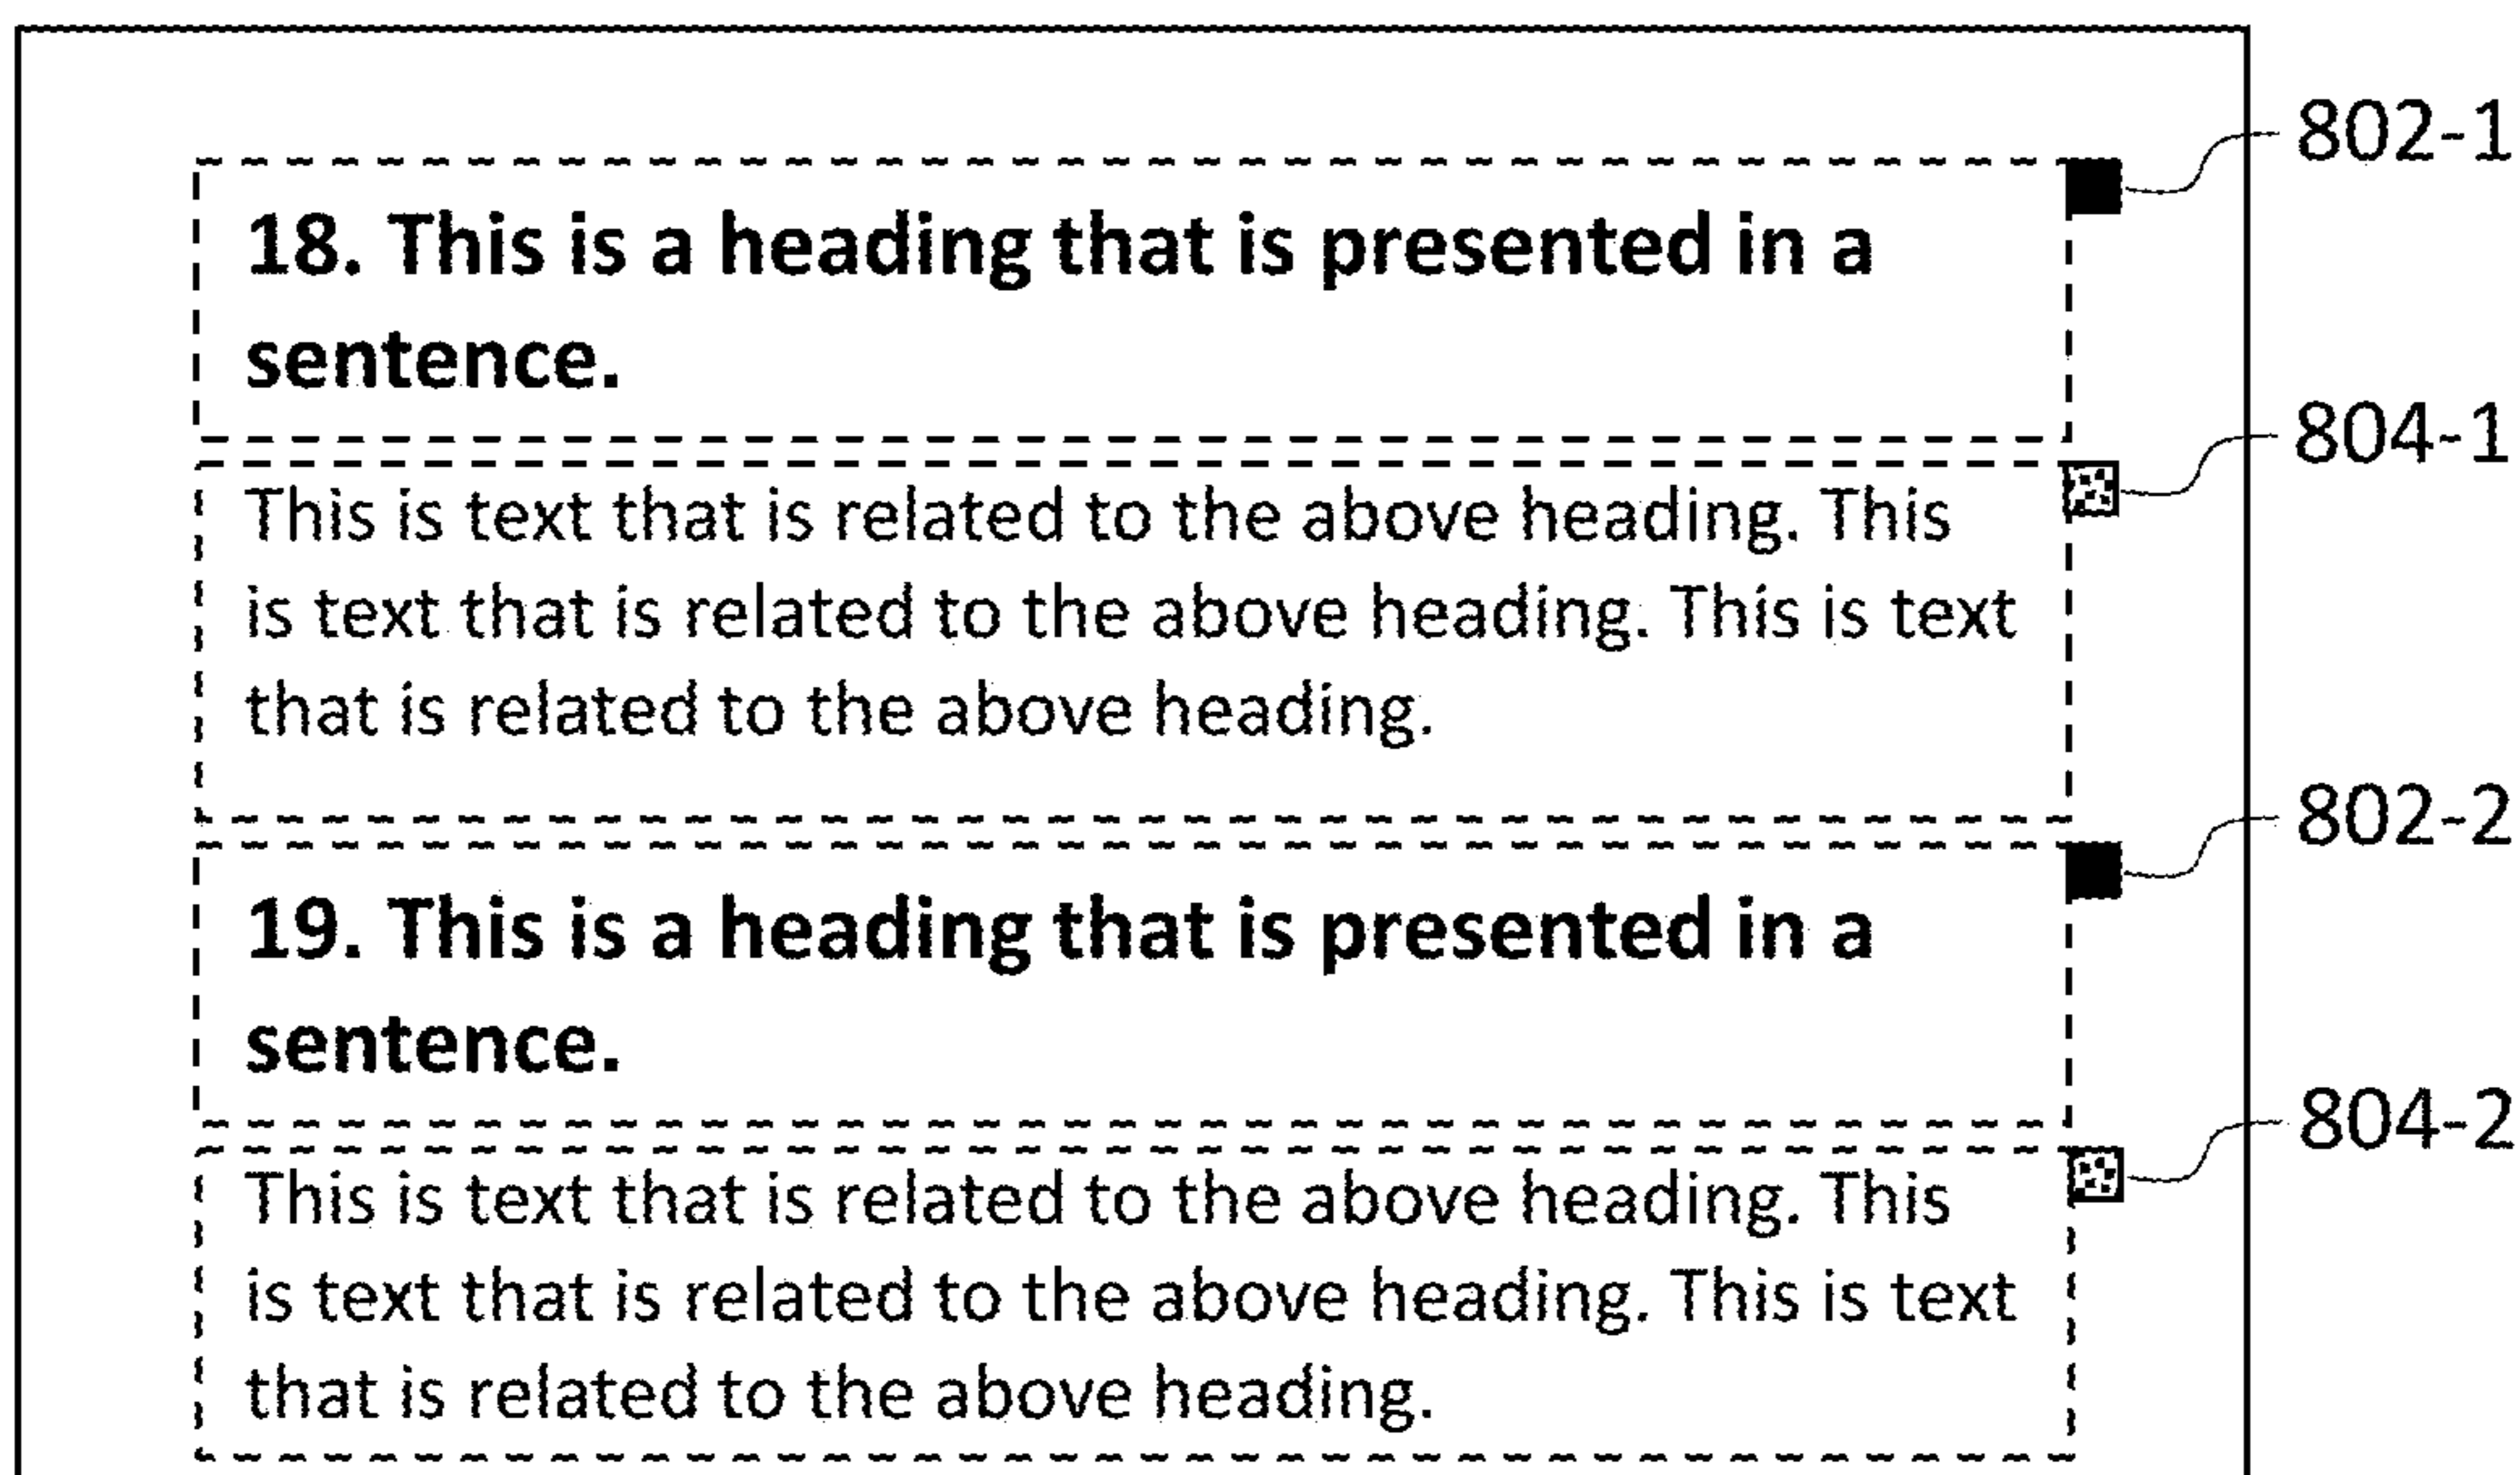 802-1
18. This is a heading that is presented in a
sentence.
804-1
This is text that is related to the above heading. This
is text that is related to the above heading. This is text
that is related to the above heading.
802-2
19. This is a heading that is presented in a
sentence.
804-2
This is text that is related to the above heading. This
is text that is related to the above heading. This is text
that is related to the above heading.